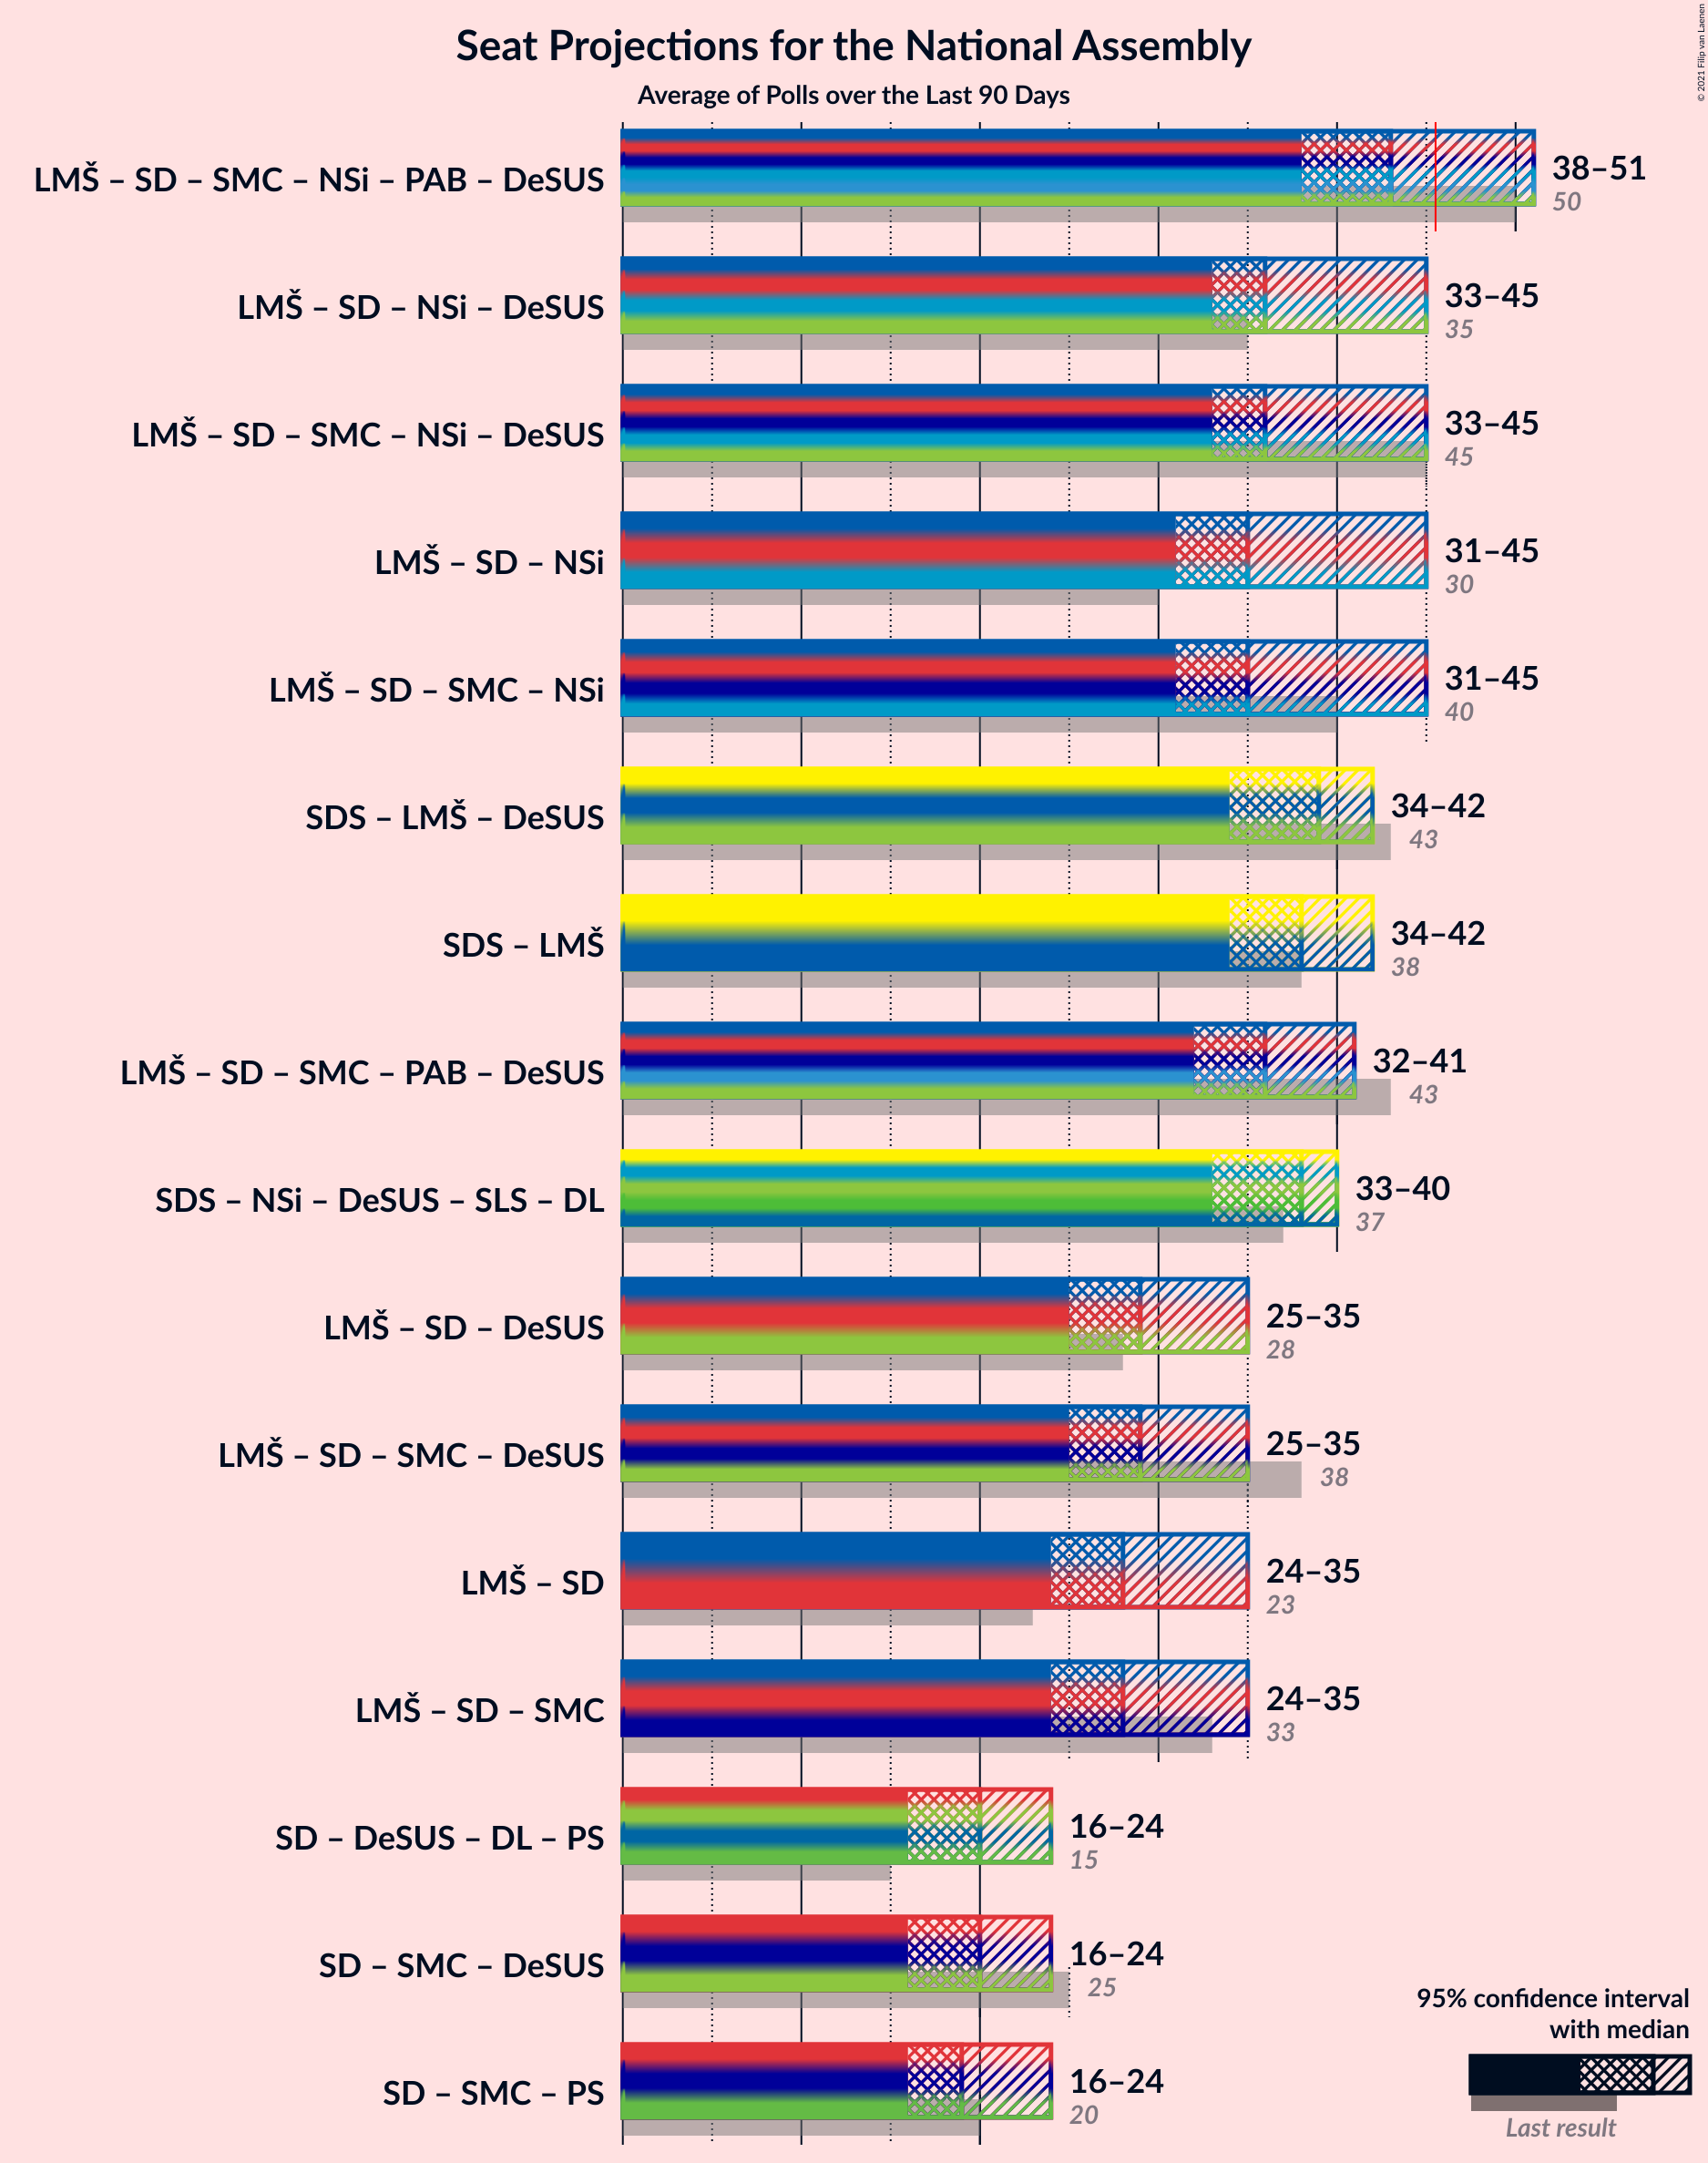 Seat Projections for the National Assembly
Average of Polls over the Last 90 Days
© 2021 Filip van Laenen
LMŠ – SD – SMC – NSi – PAB – DeSUS
38–51
50
LMŠ – SD – NSi – DeSUS
33–45
35
LMŠ – SD – SMC – NSi – DeSUS
33–45
45
LMŠ – SD – NSi
31–45
30
LMŠ – SD – SMC – NSi
31–45
40
SDS – LMŠ – DeSUS
34–42
43
SDS – LMŠ
34–42
38
LMŠ – SD – SMC – PAB – DeSUS
32–41
43
SDS – NSi – DeSUS – SLS – DL
33–40
37
LMŠ – SD – DeSUS
25–35
28
LMŠ – SD – SMC – DeSUS
25–35
38
LMŠ – SD
24–35
23
LMŠ – SD – SMC
24–35
33
SD – DeSUS – DL – PS
16–24
15
SD – SMC – DeSUS
16–24
25
SD – SMC – PS
16–24
20
95% confidence interval
with median
Last result